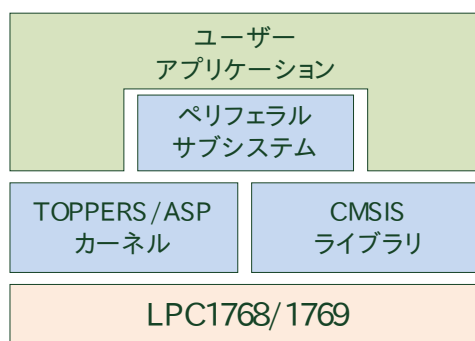 ユーザー
アプリケーション
ペリフェラル
サブシステム
TOPPERS/ASP
カーネル
CMSIS
ライブラリ
LPC1768/1769